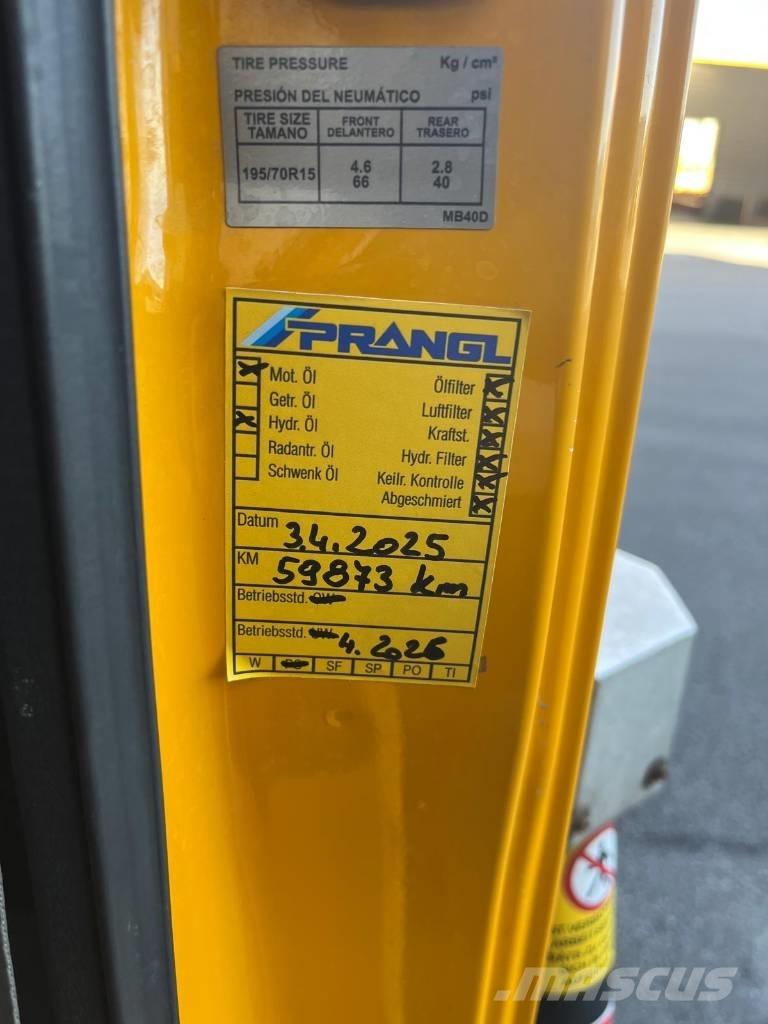 TIRE PRESSURE Kg / cm²
PRESIÓN DEL NEUMÁTICO psi
TIRE SIZE FRONT REAR
TAMANO DELANTERO TRASERO
195/70R15 4.6 2.8
66 40
MB40D
PRANGL
x Mot. Öl Ölfilter x
Getr. Öl Luftfilter x
x Hydr. Öl Kraftst. x
Radantr. Öl Hydr. Filter x
Schwenk Öl Keilr. Kontrolle x
Abgeschmiert x
Datum 3.4.2025
KM 59873 km
Betriebsstd.
Betriebsstd. 4.2026
W SF SP PO TI
MASCUS